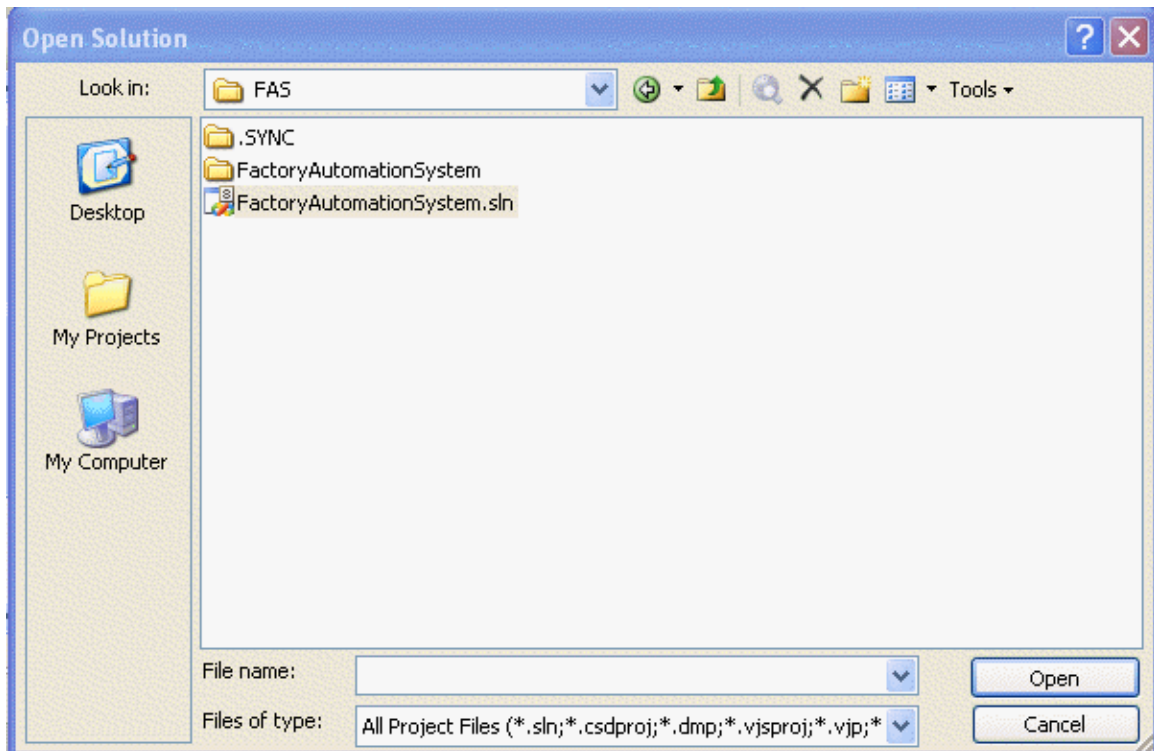 Open Solution
Look in:
FAS
Tools
.SYNC
FactoryAutomationSystem
FactoryAutomationSystem.sln
Desktop
My Projects
My Computer
File name:
Open
Files of type:
All Project Files (*.sln;*.csdproj;*.dmp;*.vjsproj;*.vjp;*
Cancel